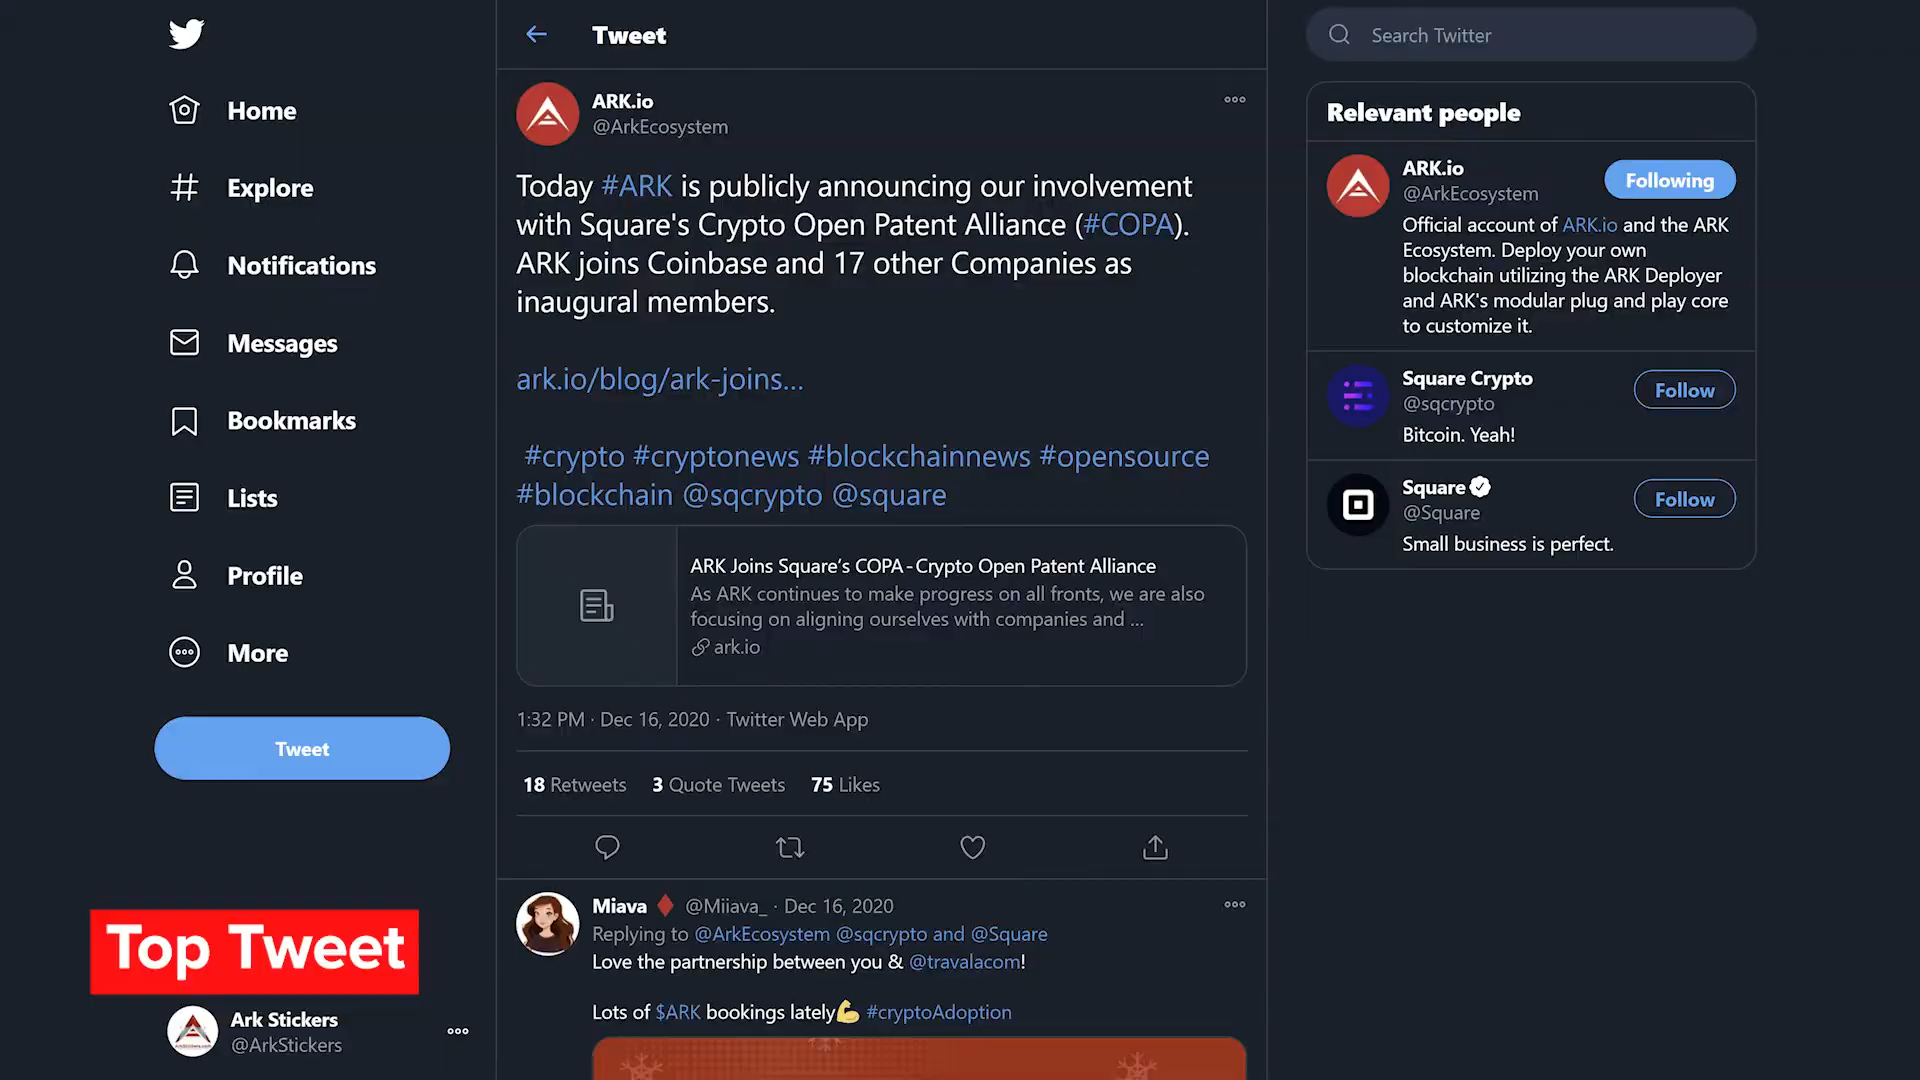 Home
Explore
Notifications
Messages
Bookmarks
Lists
Profile
More
Tweet
Top Tweet
Ark Stickers
@ArkStickers
Tweet
ARK.io
@ArkEcosystem
Today #ARK is publicly announcing our involvement
with Square's Crypto Open Patent Alliance (#COPA).
ARK joins Coinbase and 17 other Companies as
inaugural members.
ark.io/blog/ark-joins...
#crypto #cryptonews #blockchainnews #opensource
#blockchain @sqcrypto @square
ARK Joins Square’s COPA - Crypto Open Patent Alliance
As ARK continues to make progress on all fronts, we are also
focusing on aligning ourselves with companies and ...
ark.io
1:32 PM · Dec 16, 2020 · Twitter Web App
18 Retweets 3 Quote Tweets 75 Likes
Miava @Miiava_ · Dec 16, 2020
Replying to @ArkEcosystem @sqcrypto and @Square
Love the partnership between you & @travalacom!
Lots of $ARK bookings lately💪 #cryptoAdoption
Search Twitter
Relevant people
ARK.io
@ArkEcosystem
Following
Official account of ARK.io and the ARK
Ecosystem. Deploy your own
blockchain utilizing the ARK Deployer
and ARK's modular plug and play core
to customize it.
Square Crypto
@sqcrypto
Follow
Bitcoin. Yeah!
Square
@Square
Follow
Small business is perfect.